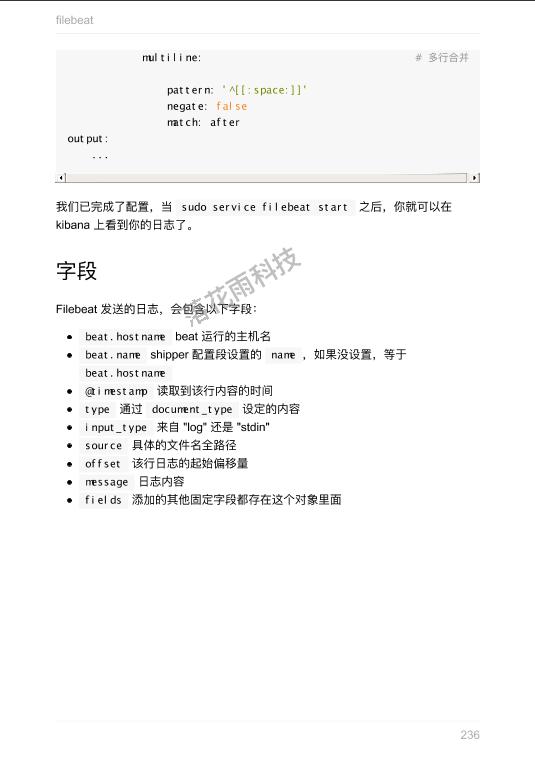 filebeat
multiline: # 多行合并
pattern: '^[[:space:]]'
negate: false
match: after
output:
...
我们已完成了配置，当 sudo service filebeat start 之后，你就可以在
kibana 上看到你的日志了。
字段
落花雨科技
Filebeat 发送的日志，会包含以下字段：
● beat.hostname beat 运行的主机名
● beat.name shipper 配置段设置的 name，如果没设置，等于
beat.hostname
● @timestamp 读取到该行内容的时间
● type 通过 document_type 设定的内容
● input_type 来自 "log" 还是 "stdin"
● source 具体的文件名全路径
● offset 该行日志的起始偏移量
● message 日志内容
● fields 添加的其他固定字段都存在这个对象里面
236